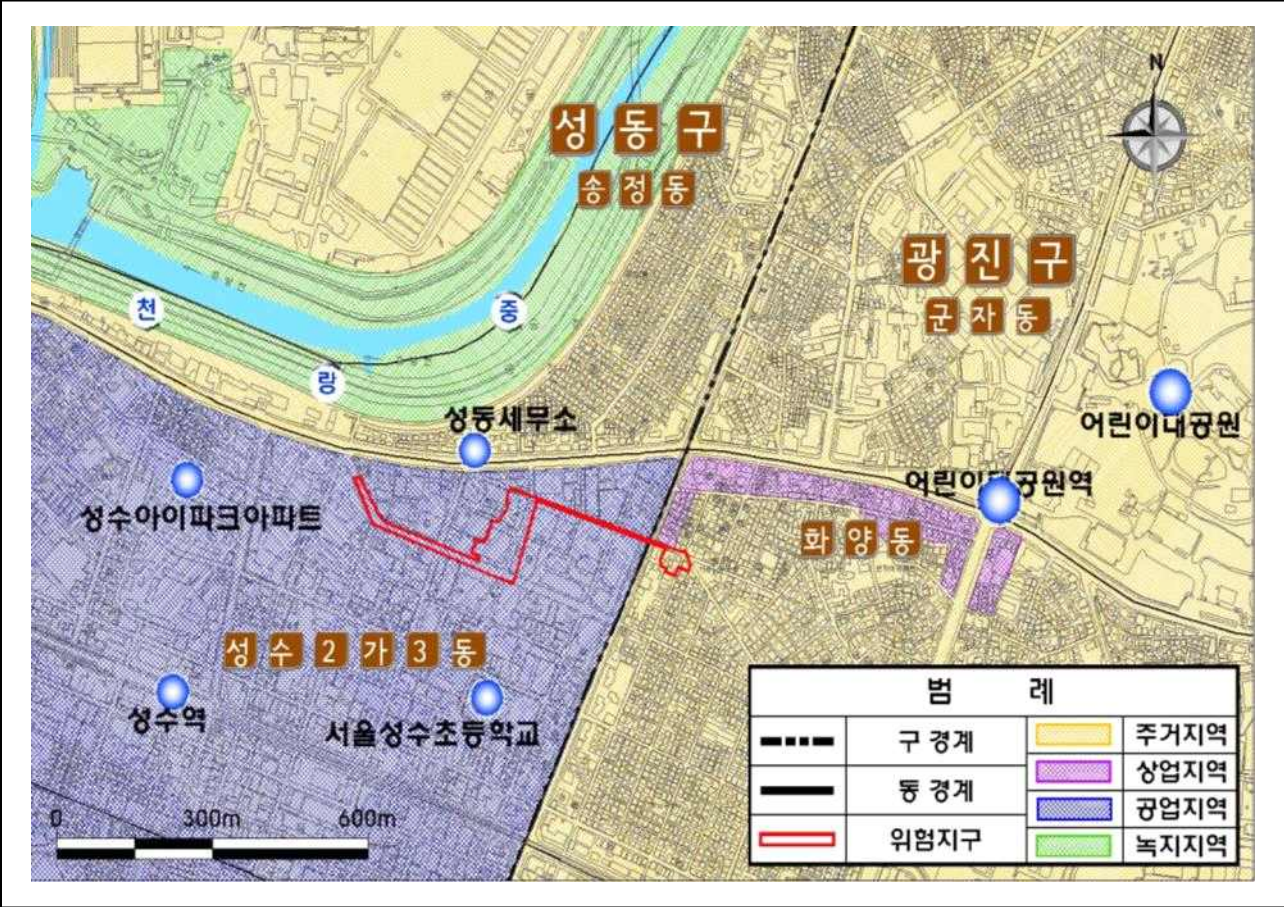 N
성동구
송정동
광진구
군자동
천
중
랑
성동세무소
어린이대공원
성수아이파크아파트
어린이대공원역
화양동
성수2가3동
성수역
서울성수초등학교
0 300m 600m
범 례
구 경계
동 경계
위험지구
주거지역
상업지역
공업지역
녹지지역